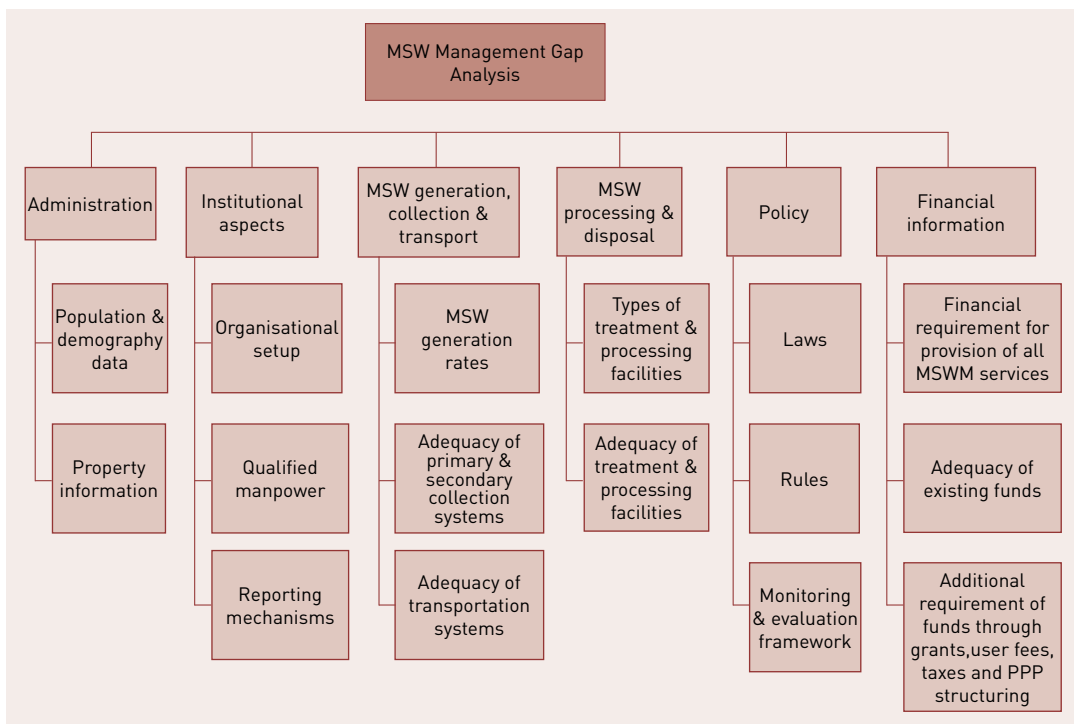 MSW Management Gap
Analysis
Administration
Institutional
aspects
MSW generation,
collection &
transport
MSW
processing &
disposal
Policy
Financial
information
Population &
demography
data
Organisational
setup
MSW
generation
rates
Types of
treatment &
processing
facilities
Laws
Financial
requirement for
provision of all
MSWM services
Property
information
Qualified
manpower
Adequacy of
primary &
secondary
collection
systems
Adequacy of
treatment &
processing
facilities
Rules
Adequacy of
existing funds
Reporting
mechanisms
Adequacy of
transportation
systems
Monitoring
& evaluation
framework
Additional
requirement of
funds through
grants,user fees,
taxes and PPP
structuring